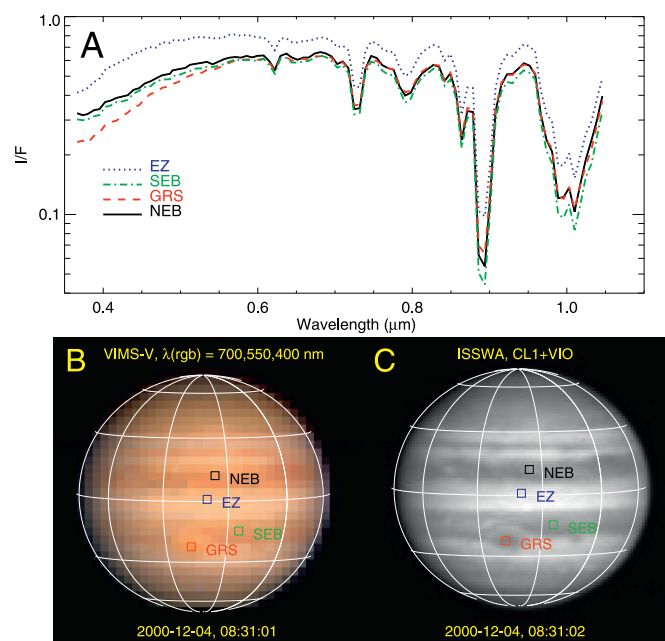 A
1.0
I/F
0.1
EZ
SEB
GRS
NEB
0.4 0.6 0.8 1.0
Wavelength (μm)
B VIMS-V, λ(rgb) = 700,550,400 nm
NEB
EZ
SEB
GRS
2000-12-04, 08:31:01
C ISSWA, CL1+VIO
NEB
EZ
SEB
GRS
2000-12-04, 08:31:02